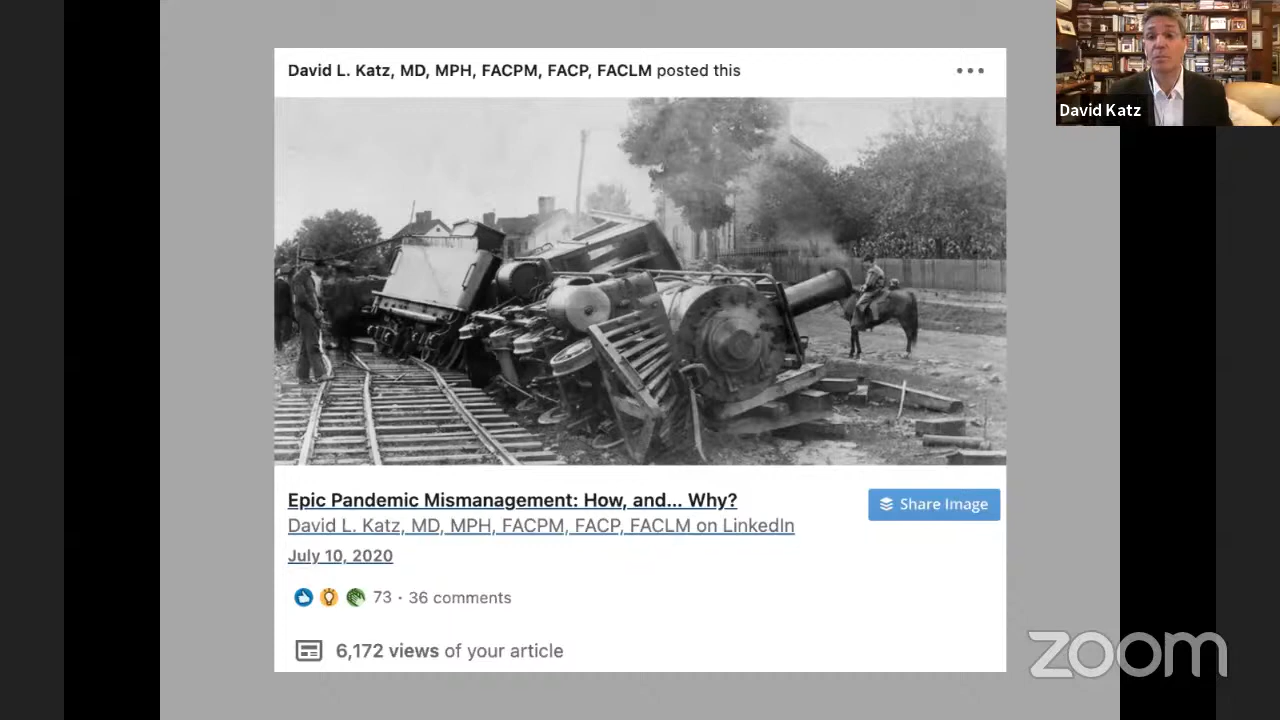 David L. Katz, MD, MPH, FACPM, FACP, FACLM posted this
David Katz
Epic Pandemic Mismanagement: How, and... Why?
Share Image
David L. Katz, MD, MPH, FACPM, FACP, FACLM on LinkedIn
July 10, 2020
73 · 36 comments
6,172 views of your article
zoom